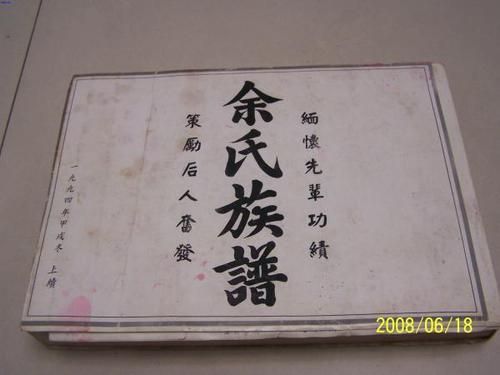 緬懷先輩功績
余氏族譜
策勵后人奮發
一九九四年甲戌冬 上續
2008/06/18